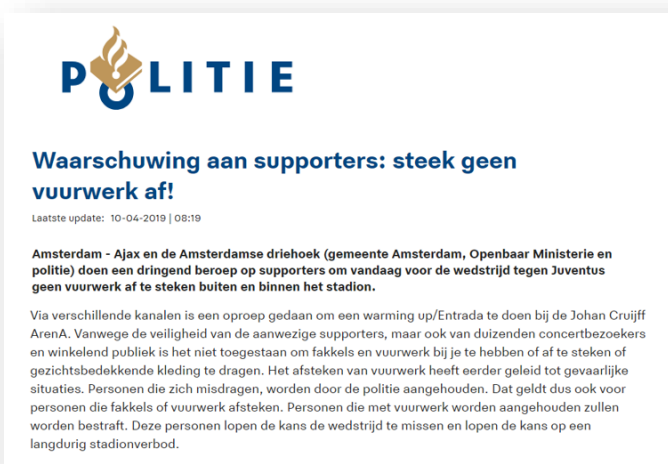 POLITIE
Waarschuwing aan supporters: steek geen
vuurwerk af!
Laatste update: 10-04-2019 | 08:19
Amsterdam - Ajax en de Amsterdamse driehoek (gemeente Amsterdam, Openbaar Ministerie en
politie) doen een dringend beroep op supporters om vandaag voor de wedstrijd tegen Juventus
geen vuurwerk af te steken buiten en binnen het stadion.
Via verschillende kanalen is een oproep gedaan om een warming up/Entrada te doen bij de Johan Cruijff
ArenA. Vanwege de veiligheid van de aanwezige supporters, maar ook van duizenden concertbezoekers
en winkelend publiek is het niet toegestaan om fakkels en vuurwerk bij je te hebben of af te steken of
gezichtsbedekkende kleding te dragen. Het afsteken van vuurwerk heeft eerder geleid tot gevaarlijke
situaties. Personen die zich misdragen, worden door de politie aangehouden. Dat geldt dus ook voor
personen die fakkels of vuurwerk afsteken. Personen die met vuurwerk worden aangehouden zullen
worden bestraft. Deze personen lopen de kans de wedstrijd te missen en lopen de kans op een
langdurig stadionverbod.